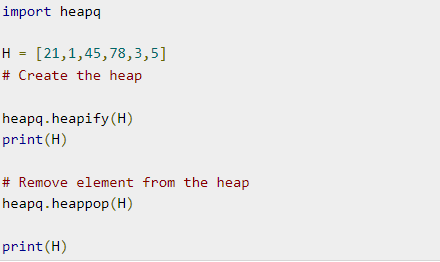 import heapq
H = [21,1,45,78,3,5]
# Create the heap
heapq.heapify(H)
print(H)
# Remove element from the heap
heapq.heappop(H)
print(H)